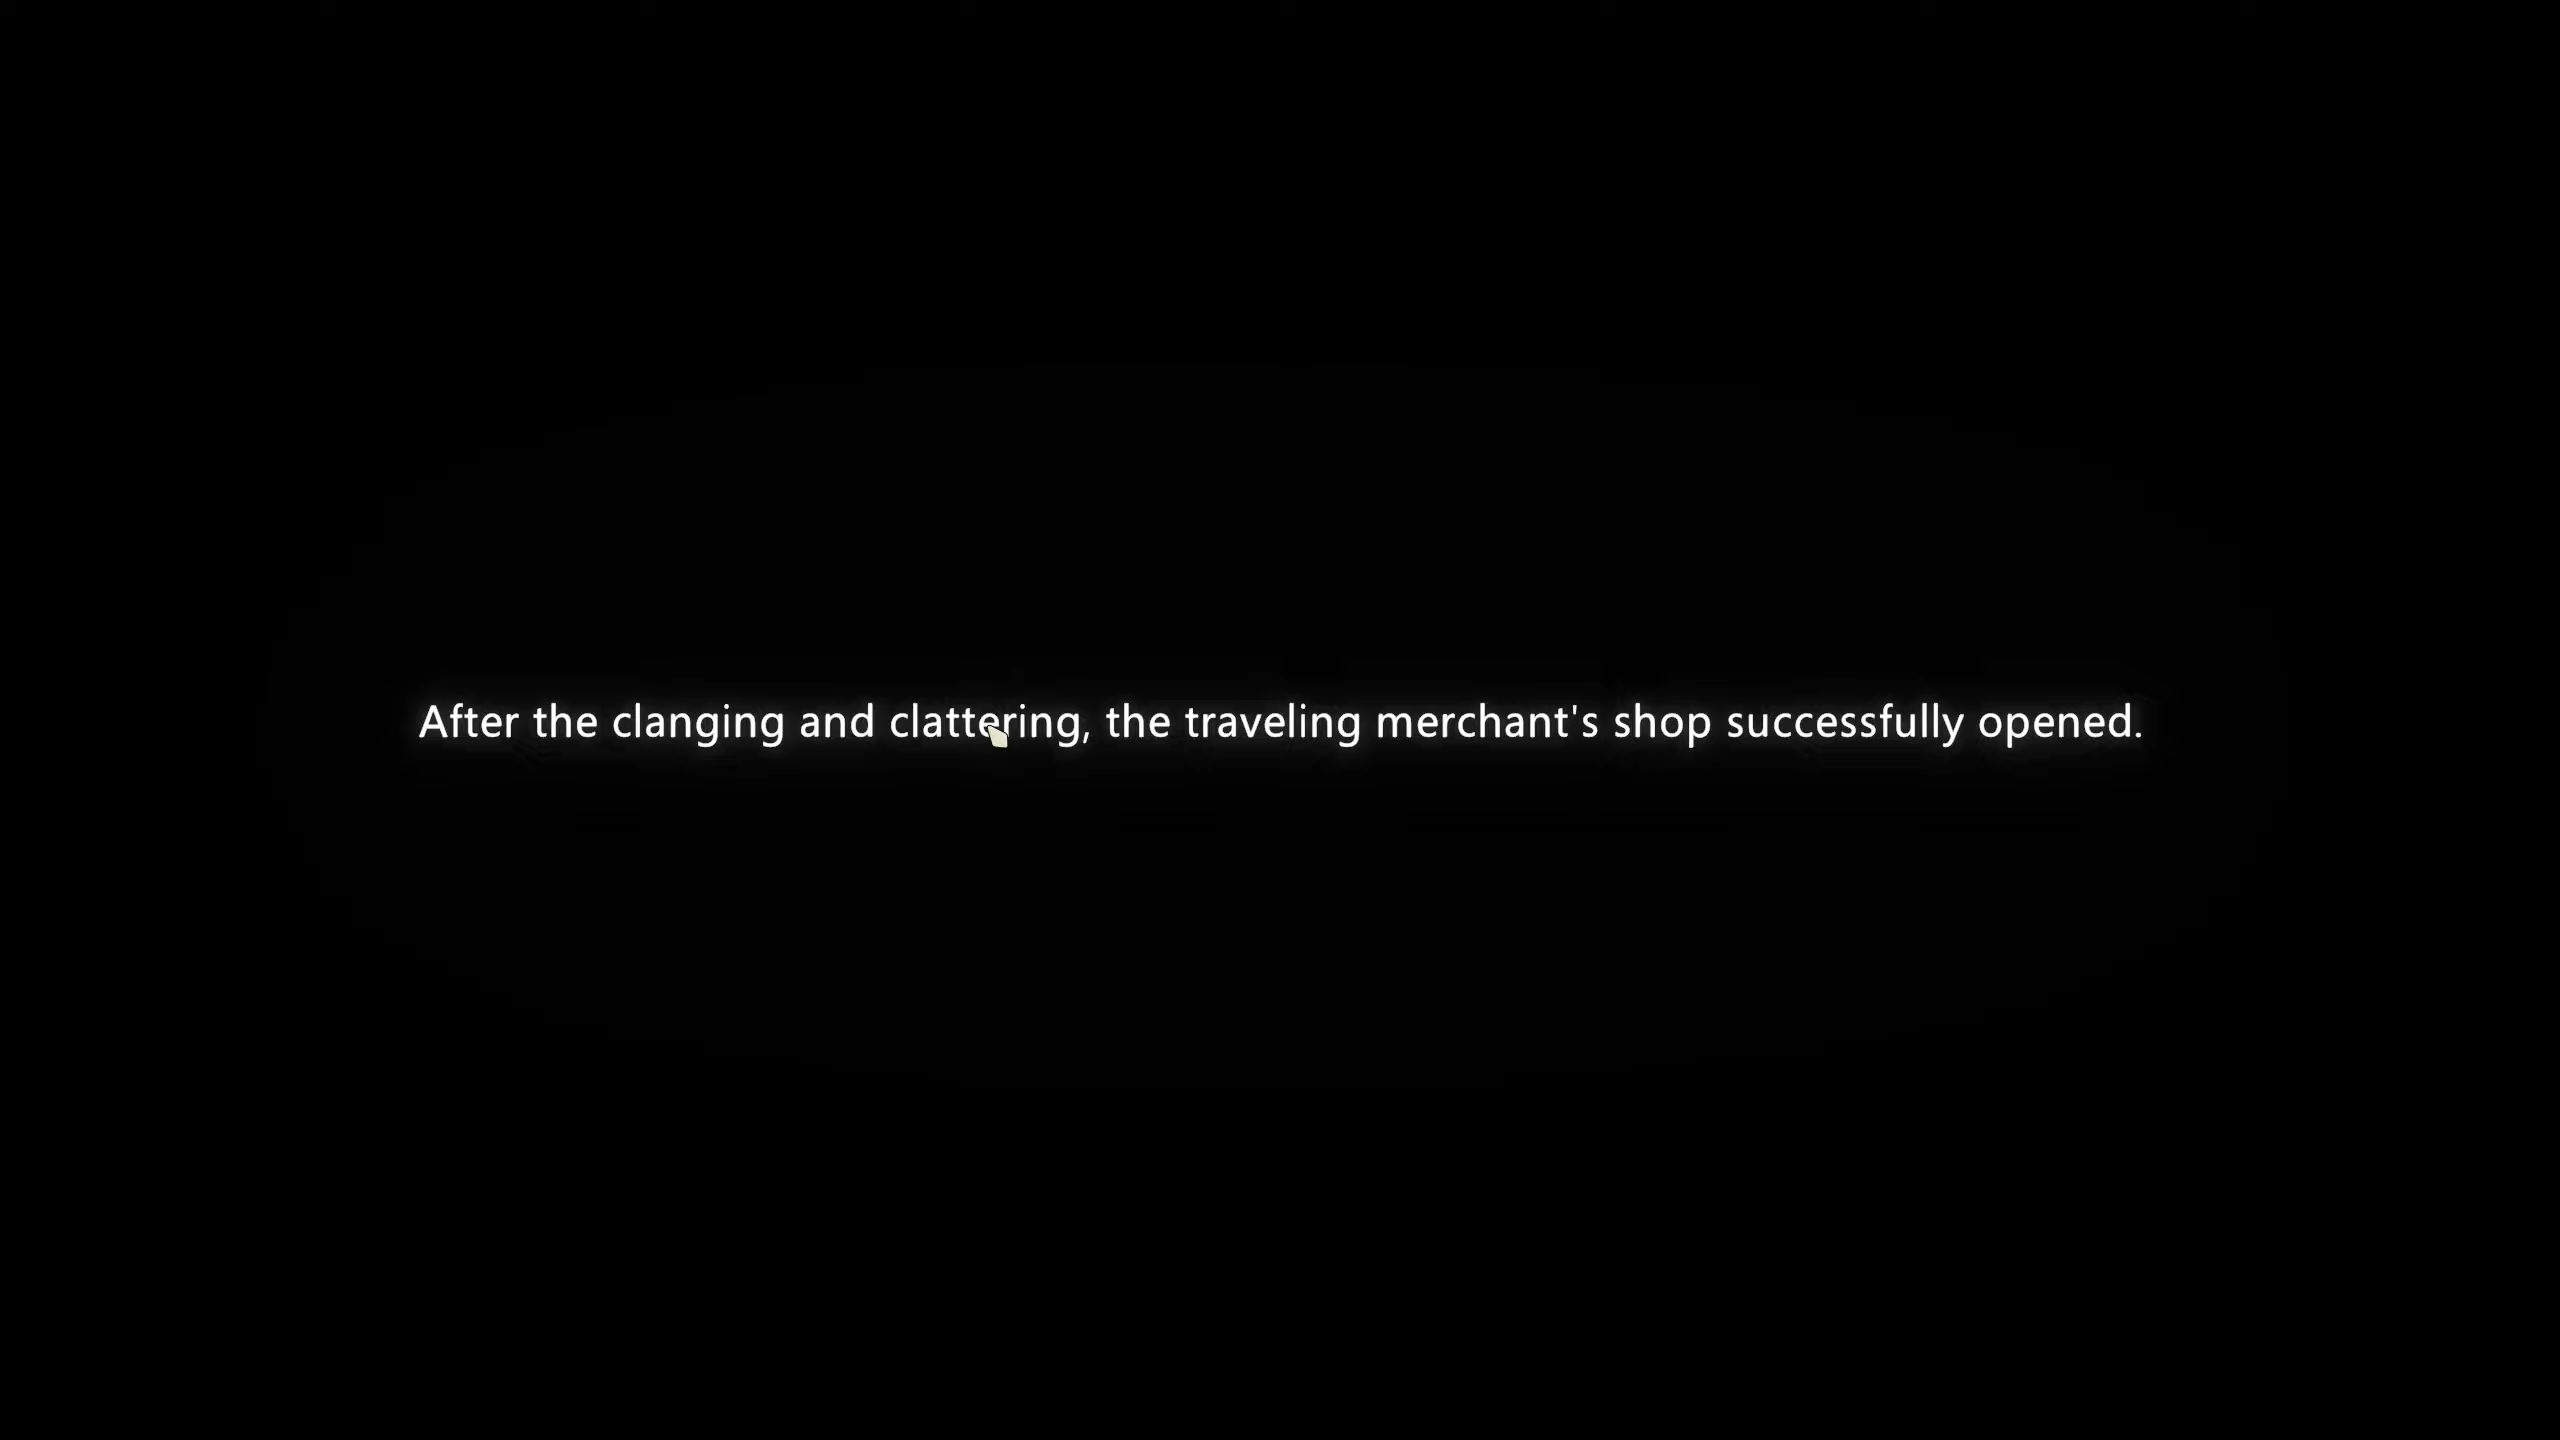 After the clanging and clattering, the traveling merchant's shop successfully opened.